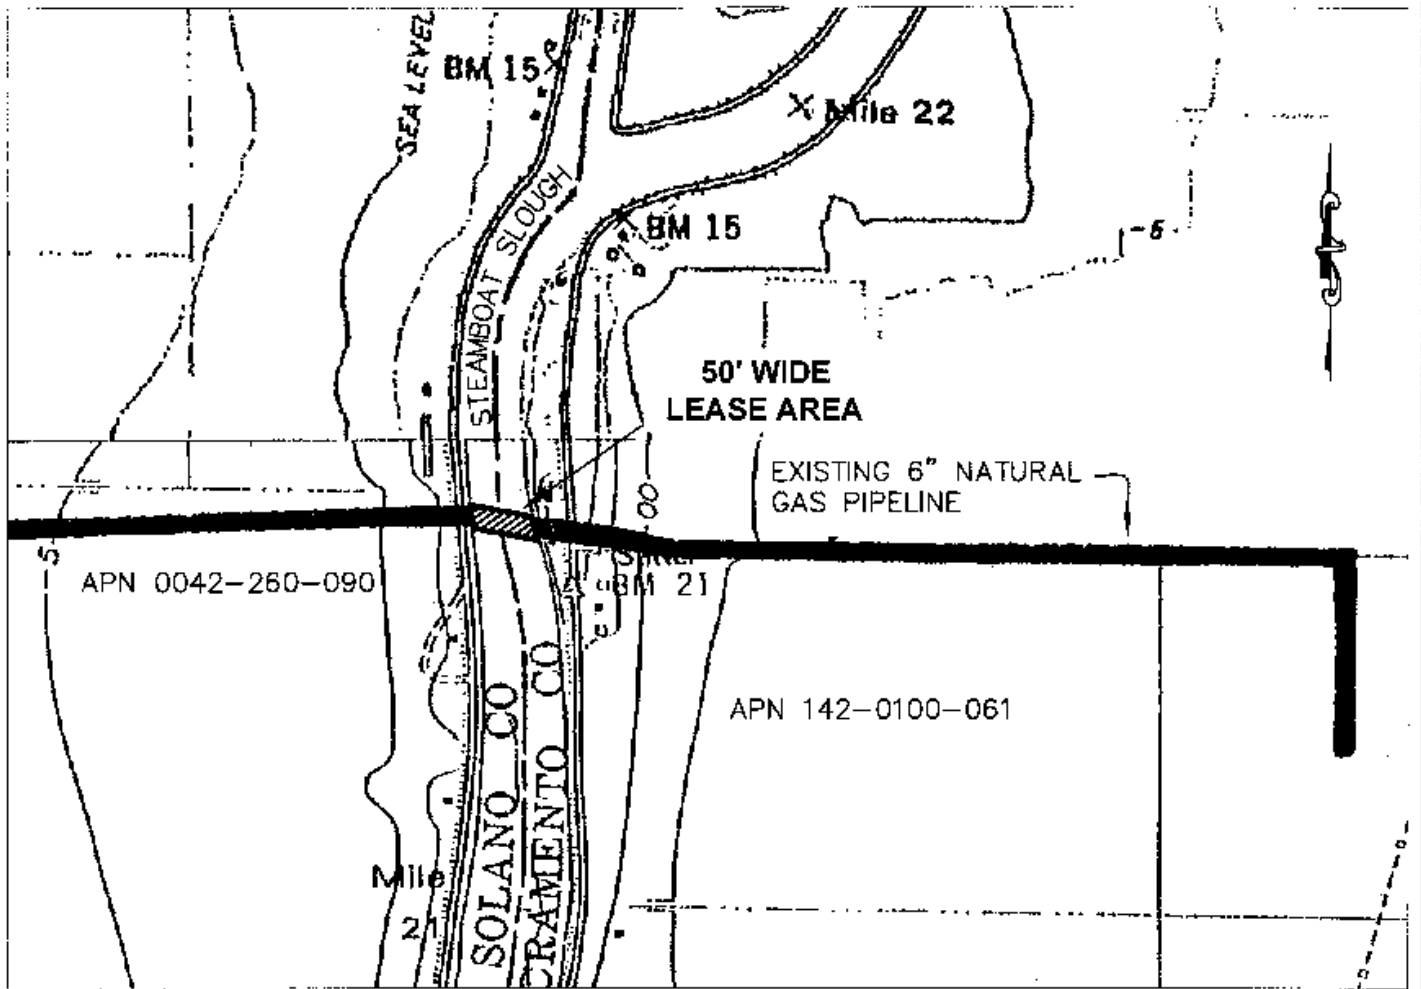 SEA LEVEL
BM 15
Mile 22
STEAMBOAT SLOUGH
BM 15
-5
50' WIDE
LEASE AREA
EXISTING 6" NATURAL
GAS PIPELINE
00
-5
APN 0042-260-090
BM 21
APN 142-0100-061
SOLANO CO
CRAMENTO CO
Mile
21